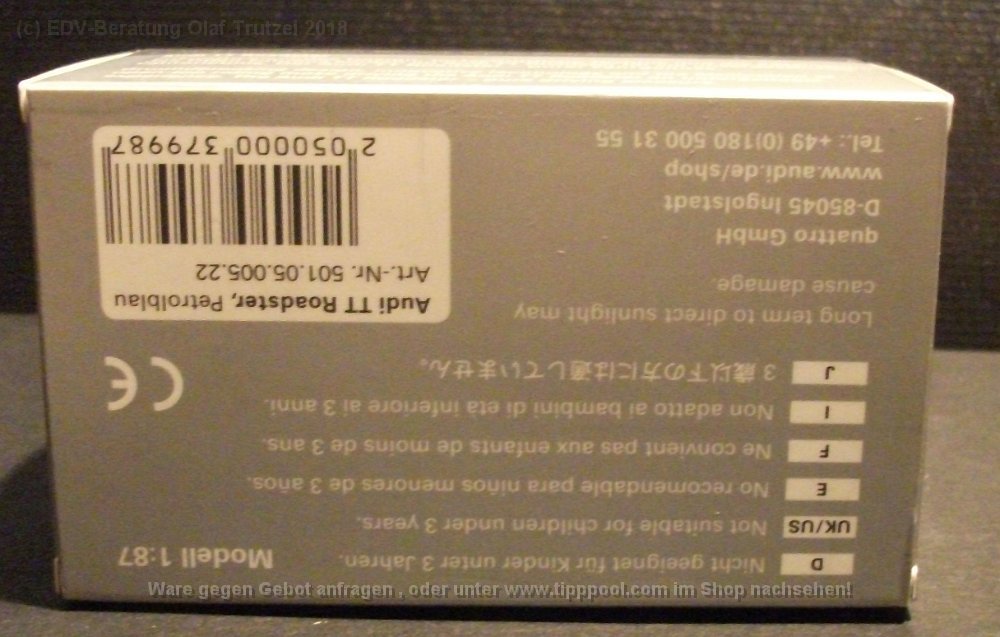 (c) EDV-Beratung Olaf Trutzel 2018
D Nicht geeignet für Kinder unter 3 Jahren.
Modell 1:87
UK/US Not suitable for children under 3 years.
E No recomendable para niños menores de 3 años.
F Ne convient pas aux enfants de moins de 3 ans.
I Non adatto ai bambini di età inferiore ai 3 anni.
J 3歳以下の方には適していません。
CE
Long term to direct sunlight may
cause damage.
quattro GmbH
D-85045 Ingolstadt
www.audi.de/shop
Tel.: +49 (0)180 500 31 55
Audi TT Roadster, Petrolblau
Art.-Nr. 501.05.005.22
2 050000 379987
Ware gegen Gebot anfragen , oder unter www.tipppool.com im Shop nachsehen!